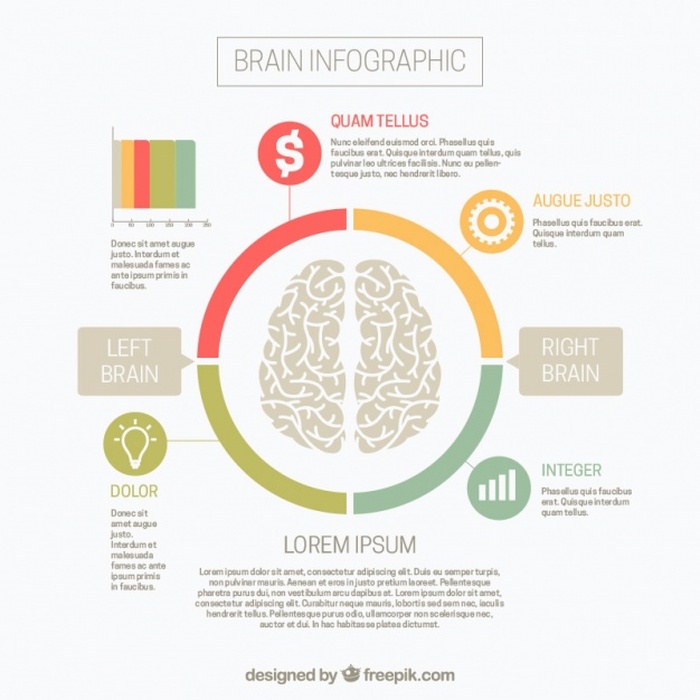 BRAIN INFOGRAPHIC
QUAM TELLUS
Nunc eleifend euismod orci. Phasellus quis
faucibus erat. Quisque interdum quam tellus, quis
pulvinar leo ultrices facilisis. Nunc eu pellen-
tesque justo, nec hendrerit libero.
AUGUE JUSTO
Phasellus quis faucibus erat.
Quisque interdum quam
tellus.
0 50 100 150 200 250
Donec sit amet augue
justo. Interdum et
malesuada fames ac
ante ipsum primis in
faucibus.
LEFT
BRAIN
RIGHT
BRAIN
DOLOR
Donec sit
amet augue
justo.
Interdum et
malesuada
fames ac ante
ipsum primis
in faucibus.
INTEGER
Phasellus quis faucibus
erat. Quisque interdum
quam tellus.
LOREM IPSUM
Lorem ipsum dolor sit amet, consectetur adipiscing elit. Duis eu feugiat turpis,
non pulvinar mauris. Aenean et eros in justo pretium laoreet. Pellentesque
pharetra purus dui, non vestibulum arcu dapibus at. Lorem ipsum dolor sit amet,
consectetur adipiscing elit. Curabitur neque mauris, lobortis sed sem nec, iaculis
hendrerit tellus. Pellentesque purus odio, ullamcorper non scelerisque sed,
auctor et dui. In hac habitasse platea dictumst.
designed by freepik.com